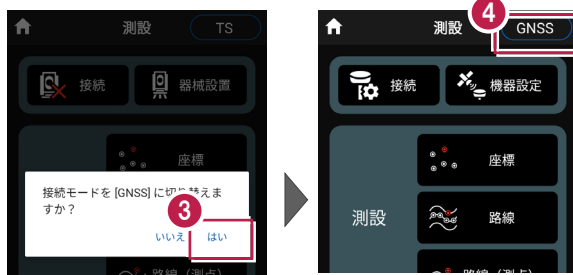 測設
TS
接続
器械設置
座標
接続モードを [GNSS] に切り替えま
すか？
3
いいえ
はい
路線（測点）
4
測設
GNSS
接続
機器設定
測設
座標
路線
路線（測点）